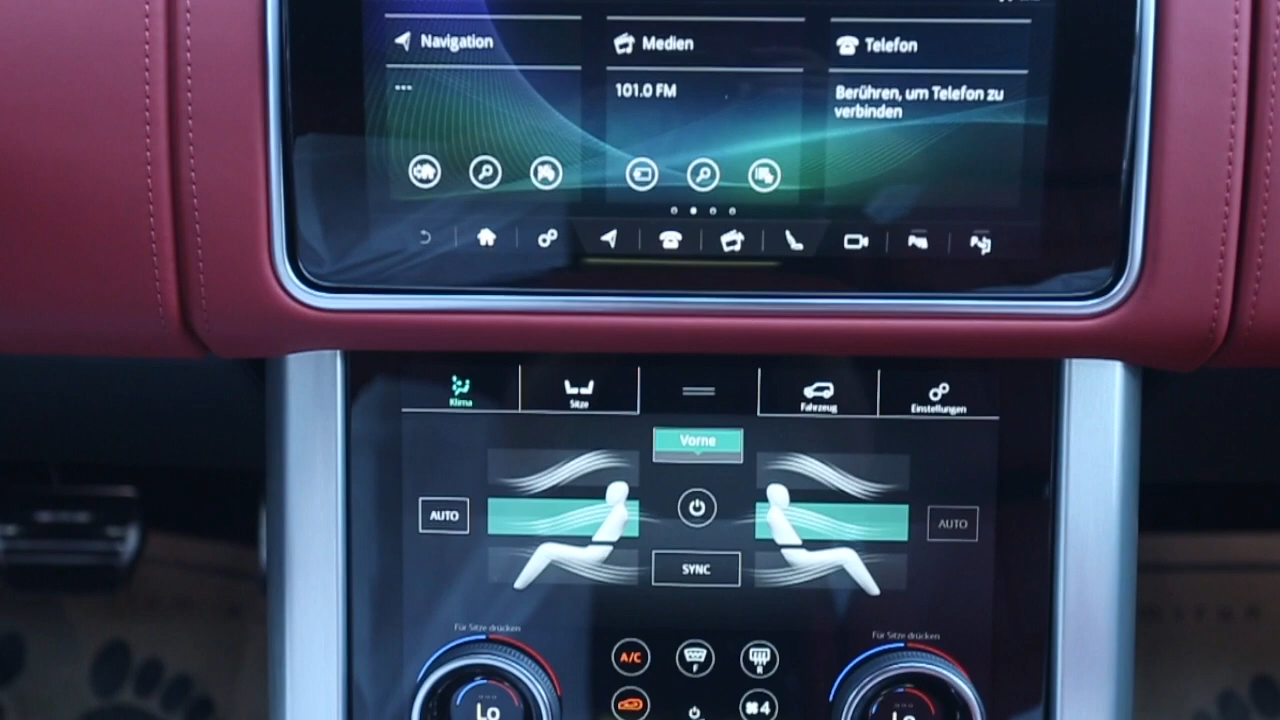 Navigation
Medien
Telefon
...
101.0 FM
Berühren, um Telefon zu
verbinden
Klima
Sitze
Fahrzeug
Einstellungen
Vorne
AUTO
AUTO
SYNC
Für Sitze drücken
Für Sitze drücken
A/C
F
R
Lo
4
Lo